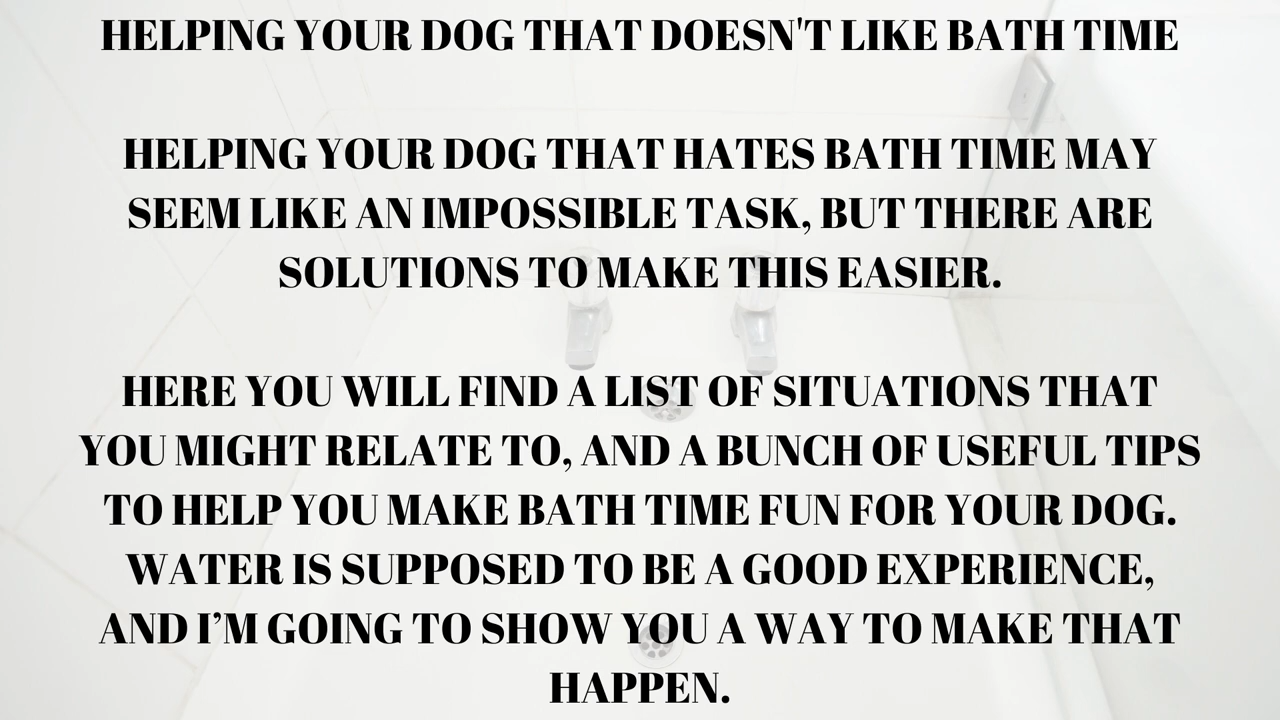 HELPING YOUR DOG THAT DOESN'T LIKE BATH TIME
HELPING YOUR DOG THAT HATES BATH TIME MAY
SEEM LIKE AN IMPOSSIBLE TASK, BUT THERE ARE
SOLUTIONS TO MAKE THIS EASIER.
HERE YOU WILL FIND A LIST OF SITUATIONS THAT
YOU MIGHT RELATE TO, AND A BUNCH OF USEFUL TIPS
TO HELP YOU MAKE BATH TIME FUN FOR YOUR DOG.
WATER IS SUPPOSED TO BE A GOOD EXPERIENCE,
AND I’M GOING TO SHOW YOU A WAY TO MAKE THAT
HAPPEN.